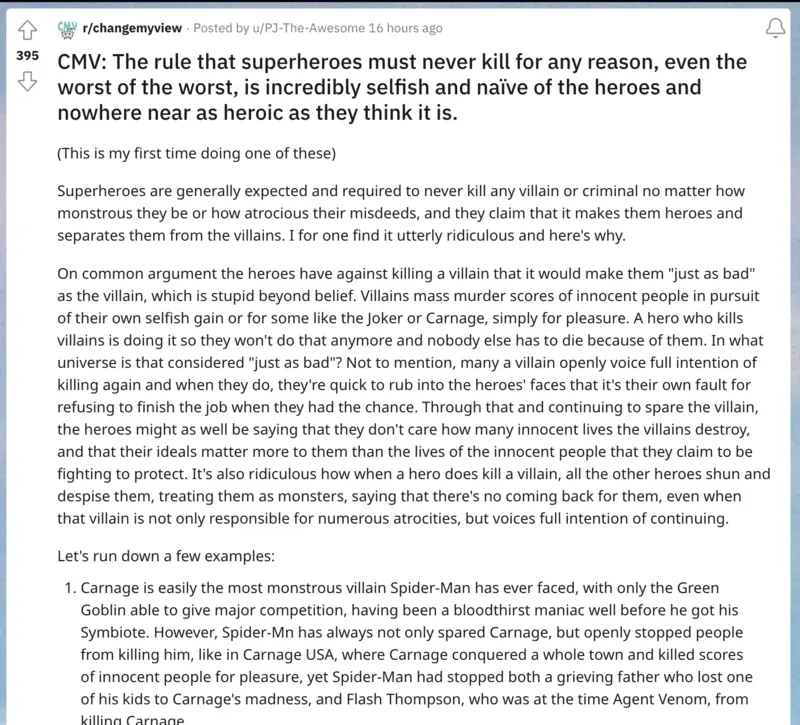 r/changemyview · Posted by u/PJ-The-Awesome 16 hours ago
395
CMV: The rule that superheroes must never kill for any reason, even the
worst of the worst, is incredibly selfish and naïve of the heroes and
nowhere near as heroic as they think it is.
(This is my first time doing one of these)
Superheroes are generally expected and required to never kill any villain or criminal no matter how
monstrous they be or how atrocious their misdeeds, and they claim that it makes them heroes and
separates them from the villains. I for one find it utterly ridiculous and here's why.
On common argument the heroes have against killing a villain that it would make them "just as bad"
as the villain, which is stupid beyond belief. Villains mass murder scores of innocent people in pursuit
of their own selfish gain or for some like the Joker or Carnage, simply for pleasure. A hero who kills
villains is doing it so they won't do that anymore and nobody else has to die because of them. In what
universe is that considered "just as bad"? Not to mention, many a villain openly voice full intention of
killing again and when they do, they're quick to rub into the heroes' faces that it's their own fault for
refusing to finish the job when they had the chance. Through that and continuing to spare the villain,
the heroes might as well be saying that they don't care how many innocent lives the villains destroy,
and that their ideals matter more to them than the lives of the innocent people that they claim to be
fighting to protect. It's also ridiculous how when a hero does kill a villain, all the other heroes shun and
despise them, treating them as monsters, saying that there's no coming back for them, even when
that villain is not only responsible for numerous atrocities, but voices full intention of continuing.
Let's run down a few examples:
1. Carnage is easily the most monstrous villain Spider-Man has ever faced, with only the Green
Goblin able to give major competition, having been a bloodthirst maniac well before he got his
Symbiote. However, Spider-Mn has always not only spared Carnage, but openly stopped people
from killing him, like in Carnage USA, where Carnage conquered a whole town and killed scores
of innocent people for pleasure, yet Spider-Man had stopped both a grieving father who lost one
of his kids to Carnage's madness, and Flash Thompson, who was at the time Agent Venom, from
killing Carnage